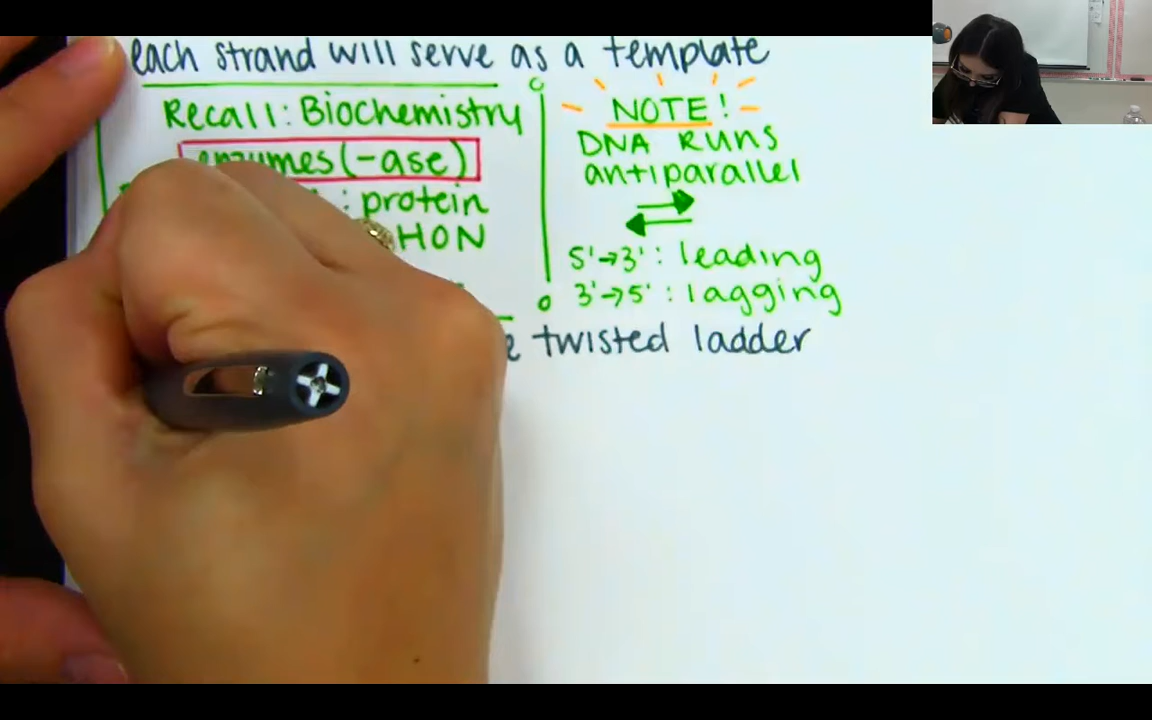 each strand will serve as a template
Recall: Biochemistry
enzymes (-ase)
: protein
HON
NOTE!
DNA RUNS
antiparallel
5'→3' : leading
3'→5' : lagging
twisted ladder